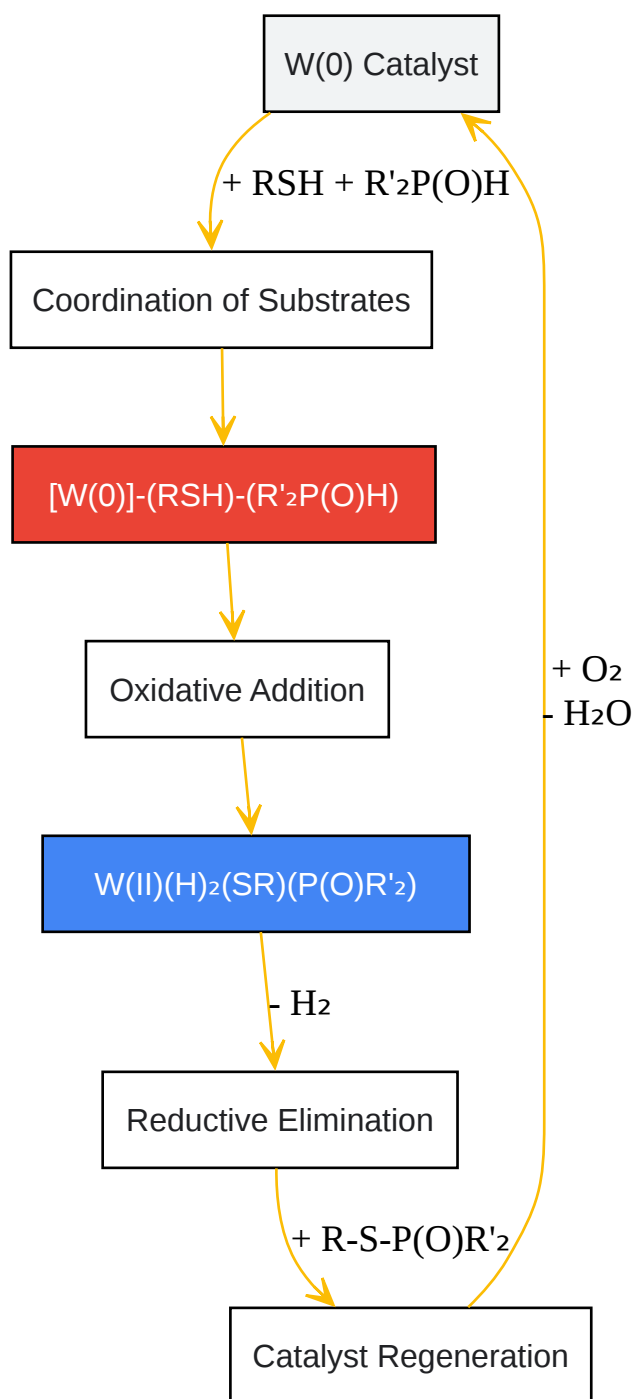 W(0) Catalyst
+ RSH + R'₂P(O)H
Coordination of Substrates
[W(0)]-(RSH)-(R'₂P(O)H)
Oxidative Addition
+ O₂
- H₂O
W(II)(H)₂(SR)(P(O)R'₂)
- H₂
Reductive Elimination
+ R-S-P(O)R'₂
Catalyst Regeneration